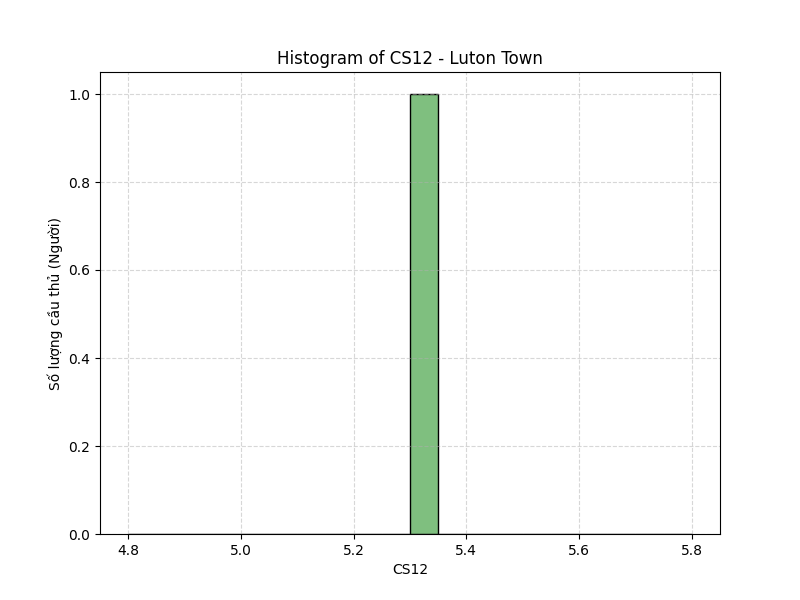 Histogram of CS12 - Luton Town
Số lượng cầu thủ (Người)
1.0
0.8
0.6
0.4
0.2
0.0
4.8 5.0 5.2 5.4 5.6 5.8
CS12